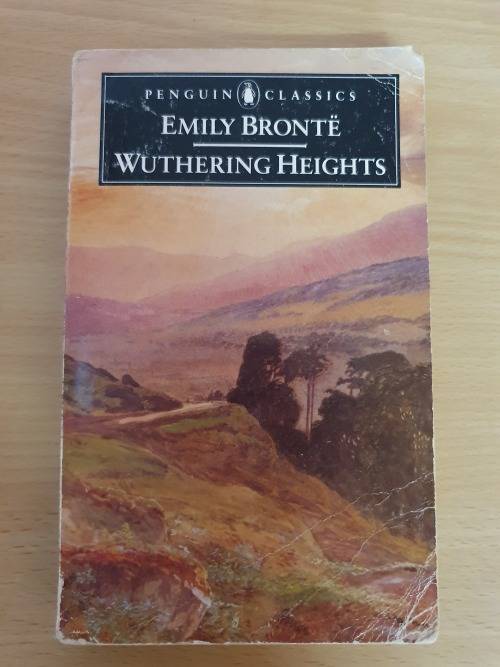 PENGUIN CLASSICS
EMILY BRONTË
WUTHERING HEIGHTS